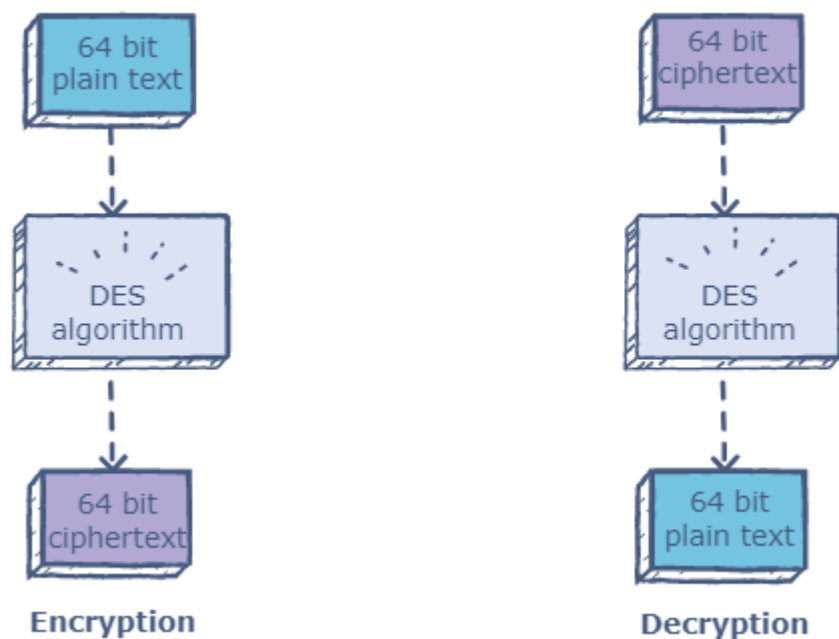 64 bit
plain text
DES
algorithm
64 bit
ciphertext
Encryption
64 bit
ciphertext
DES
algorithm
64 bit
plain text
Decryption